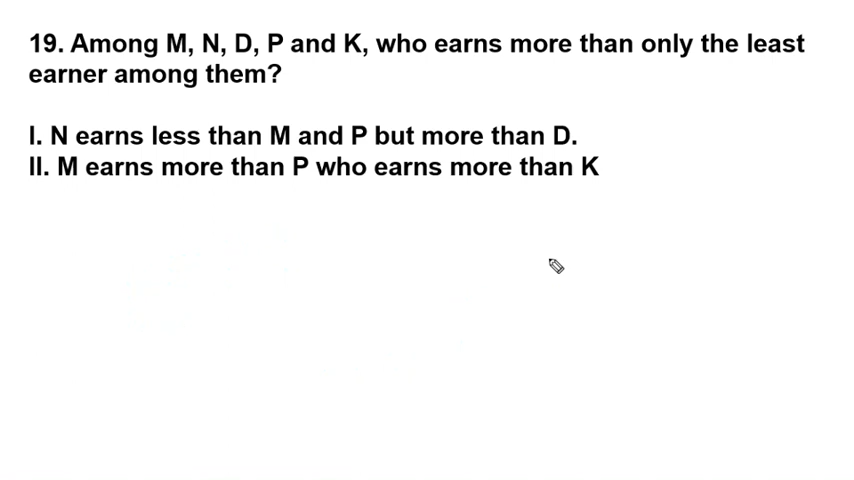 19. Among M, N, D, P and K, who earns more than only the least
earner among them?
I. N earns less than M and P but more than D.
II. M earns more than P who earns more than K